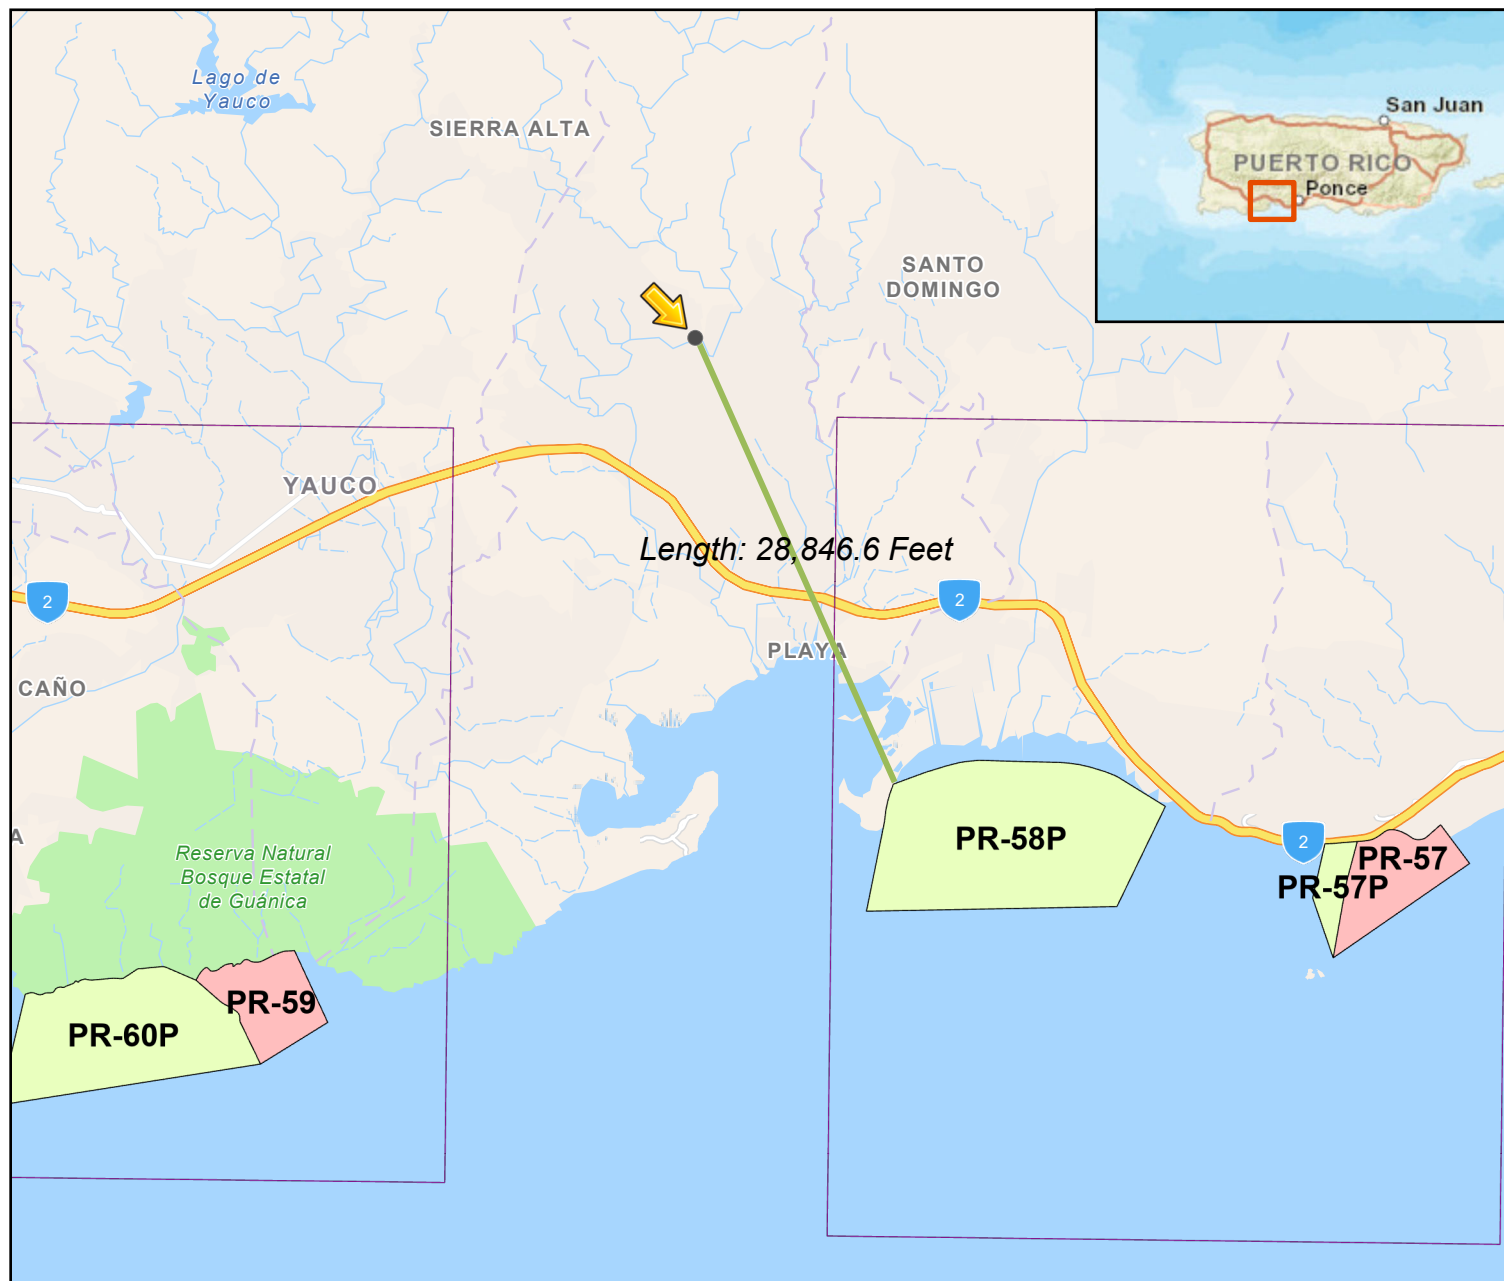 Lago de
Yauco
SIERRA ALTA
San Juan
PUERTO RICO
Ponce
SANTO
DOMINGO
YAUCO
Length: 28,846.6 Feet
2
2
PLAYA
CAÑO
A
2
PR-58P
PR-57
PR-57P
Reserva Natural
Bosque Estatal
de Guánica
PR-59
PR-60P